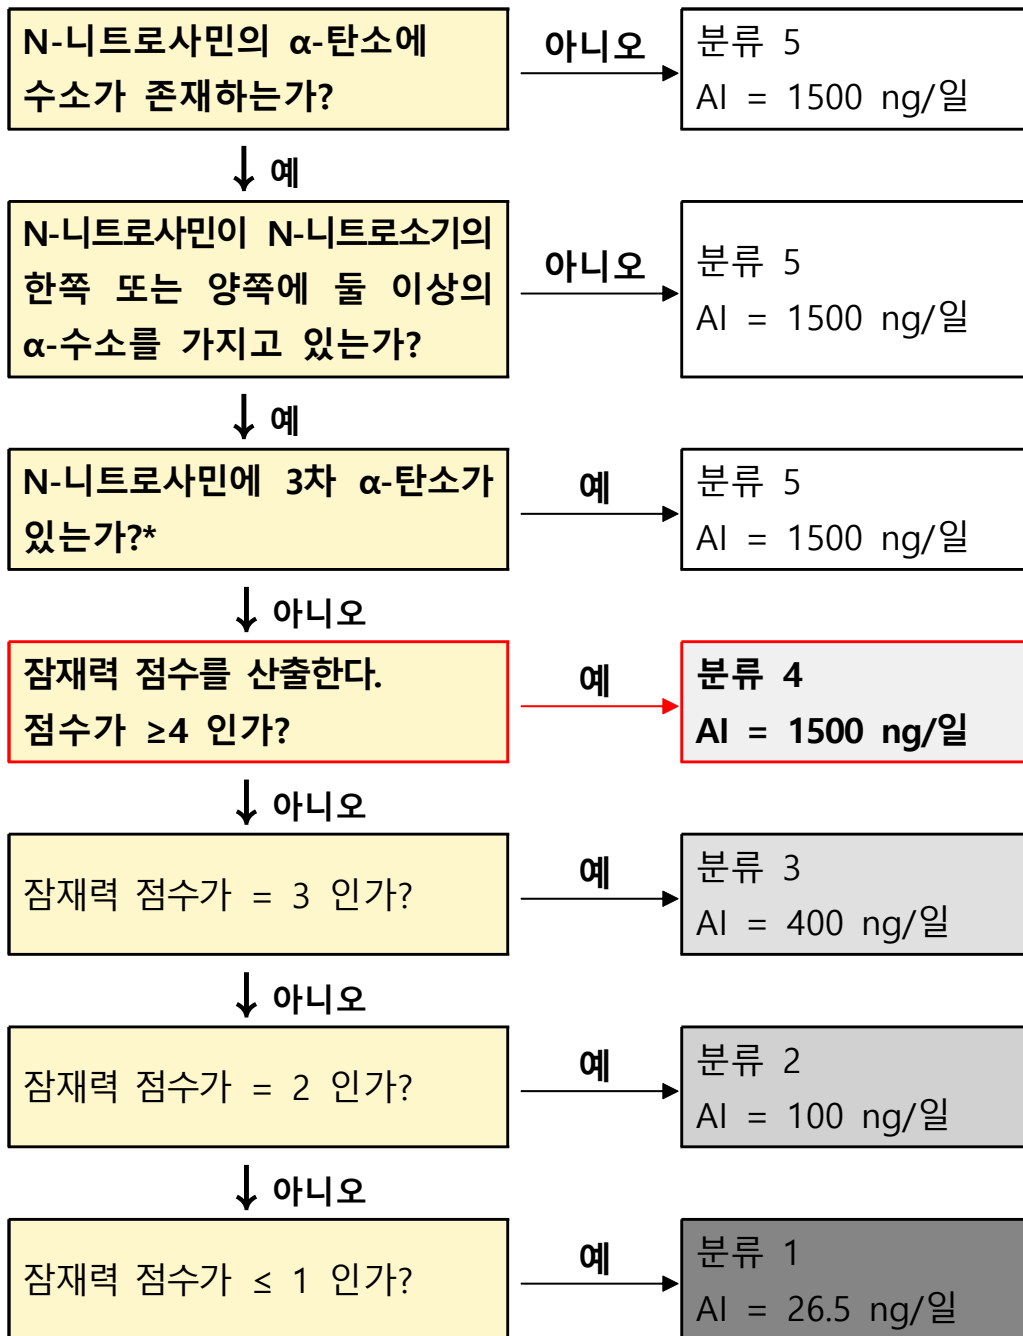 N-니트로사민의 α-탄소에
수소가 존재하는가?
아니오
분류 5
AI = 1500 ng/일
↓ 예
N-니트로사민이 N-니트로소기의
한쪽 또는 양쪽에 둘 이상의
α-수소를 가지고 있는가?
아니오
분류 5
AI = 1500 ng/일
↓ 예
N-니트로사민에 3차 α-탄소가
있는가?*
예
분류 5
AI = 1500 ng/일
↓ 아니오
잠재력 점수를 산출한다.
점수가 ≥4 인가?
예
분류 4
AI = 1500 ng/일
↓ 아니오
잠재력 점수가 = 3 인가?
예
분류 3
AI = 400 ng/일
↓ 아니오
잠재력 점수가 = 2 인가?
예
분류 2
AI = 100 ng/일
↓ 아니오
잠재력 점수가 ≤ 1 인가?
예
분류 1
AI = 26.5 ng/일